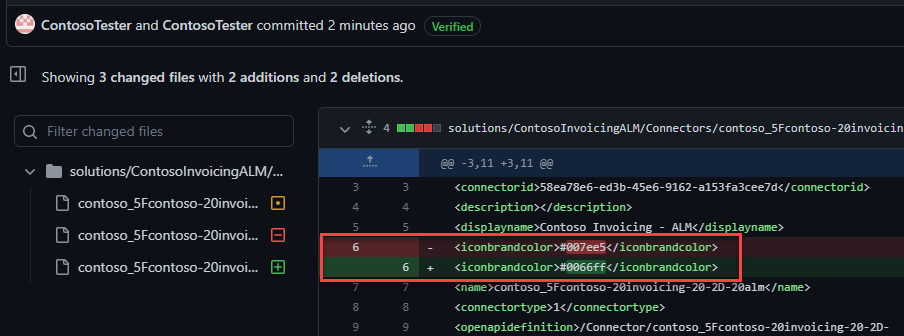 ContosoTester and ContosoTester committed 2 minutes ago Verified
Showing 3 changed files with 2 additions and 2 deletions.
Filter changed files
solutions/ContosoInvoicingALM/...
contoso_5Fcontoso-20invoi...
contoso_5Fcontoso-20invoi...
contoso_5Fcontoso-20invoi...
4 solutions/ContosoInvoicingALM/Connectors/contoso_5Fcontoso-20invoicin
@@ -3,11 +3,11 @@
3 3 <connectorid>58ea78e6-ed3b-45e6-9162-a153fa3cee7d</connectorid>
4 4 <description></description>
5 5 <displayname>Contoso Invoicing - ALM</displayname>
6 - <iconbrandcolor>#007ee5</iconbrandcolor>
6 + <iconbrandcolor>#0066ff</iconbrandcolor>
7 7 <name>contoso_5Fcontoso-20invoicing-20-2D-20alm</name>
8 8 <connectortype>1</connectortype>
9 9 <openapidefinition>/Connector/contoso_5Fcontoso-20invoicing-20-2D-